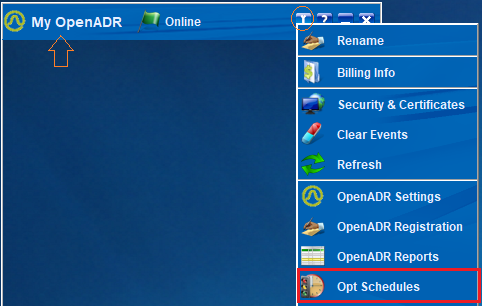 My OpenADR Online T ?
Rename
Billing Info
Security & Certificates
Clear Events
Refresh
OpenADR Settings
OpenADR Registration
OpenADR Reports
Opt Schedules